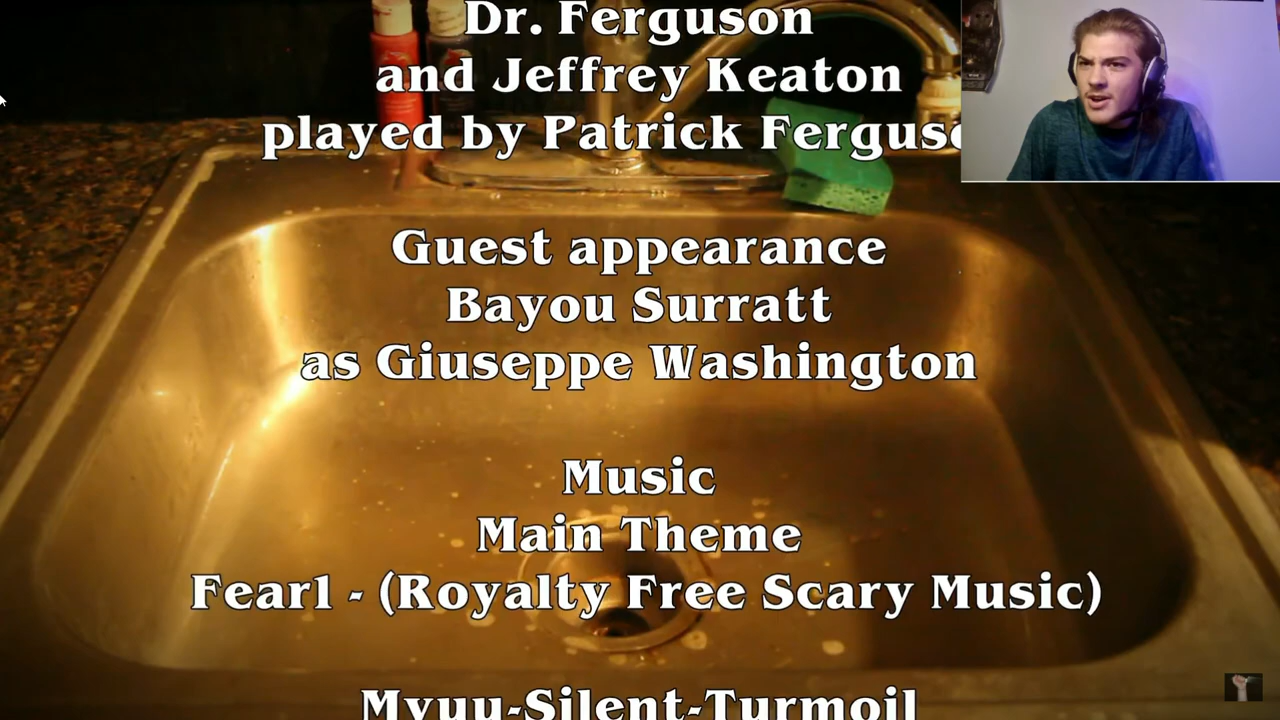 Dr. Ferguson
and Jeffrey Keaton
played by Patrick Ferguso
Guest appearance
Bayou Surratt
as Giuseppe Washington
Music
Main Theme
Fear1 - (Royalty Free Scary Music)
Myuu-Silent-Turmoil